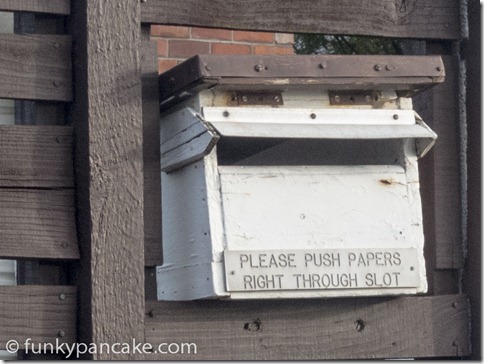 PLEASE PUSH PAPERS
RIGHT THROUGH SLOT
© funkypancake.com